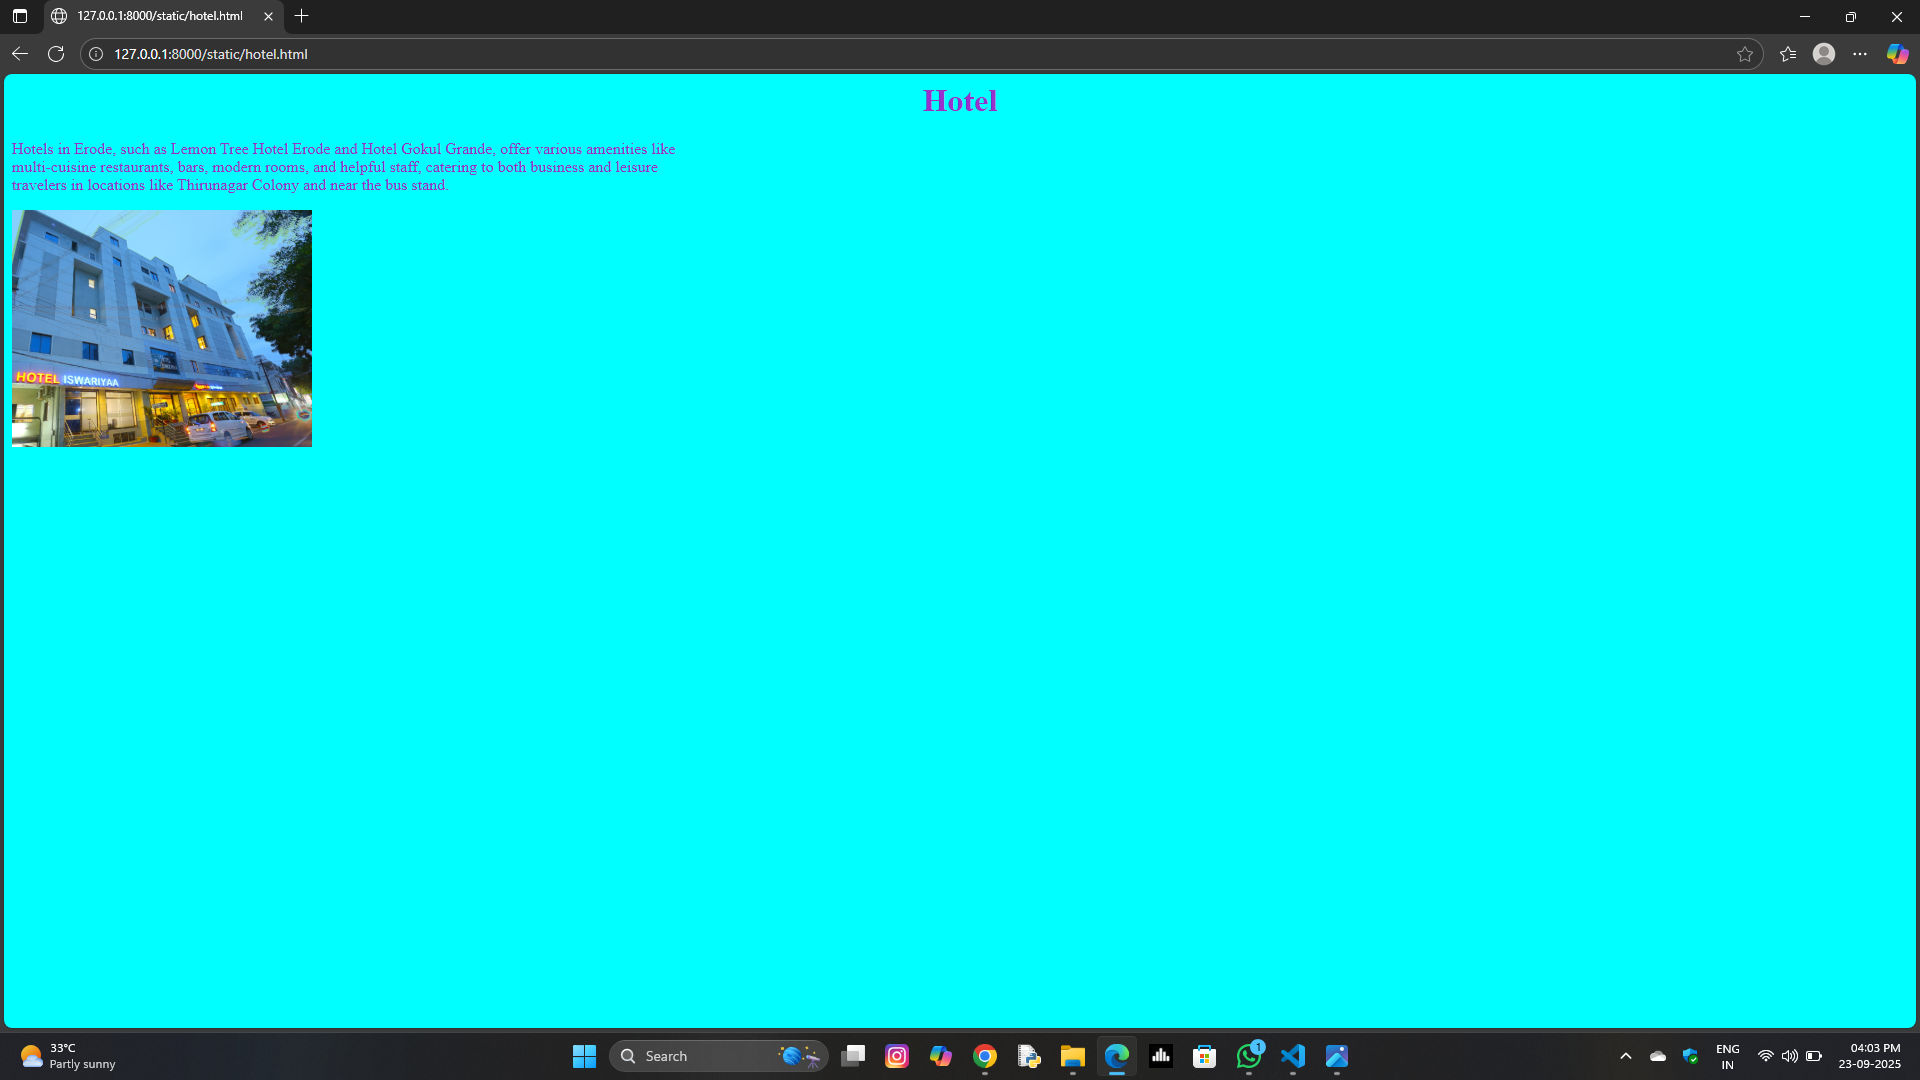 127.0.0.1:8000/static/hotel.html
127.0.0.1:8000/static/hotel.html
Hotel
Hotels in Erode, such as Lemon Tree Hotel Erode and Hotel Gokul Grande, offer various amenities like
multi-cuisine restaurants, bars, modern rooms, and helpful staff, catering to both business and leisure
travelers in locations like Thirunagar Colony and near the bus stand.
HOTEL ISWARIYAA
33°C
Partly sunny
Search
1
ENG
IN
04:03 PM
23-09-2025